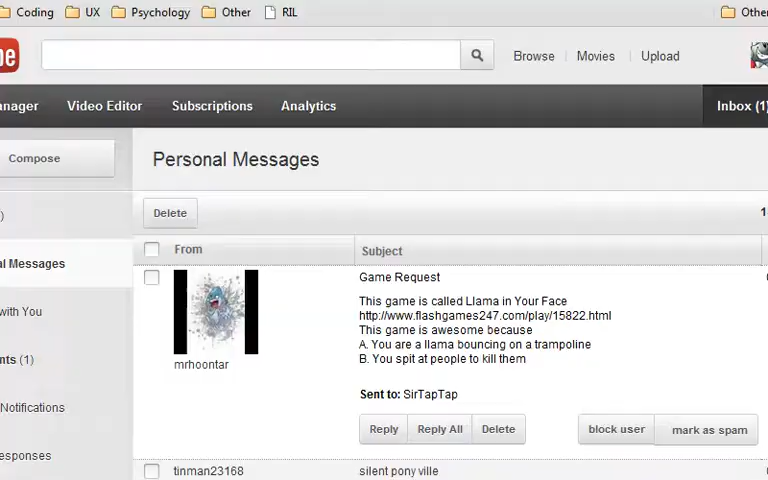 Coding UX Psychology Other RIL Other
be Browse Movies Upload
anager Video Editor Subscriptions Analytics Inbox (1)
Compose Personal Messages
) Delete 1
From Subject
al Messages
Game Request
This game is called Llama in Your Face
with You http://www.flashgames247.com/play/15822.html
This game is awesome because
A. You are a llama bouncing on a trampoline
nts (1) B. You spit at people to kill them
mrhoontar
Sent to: SirTapTap
Notifications
Reply Reply All Delete block user mark as spam
esponses
tinman23168 silent pony ville